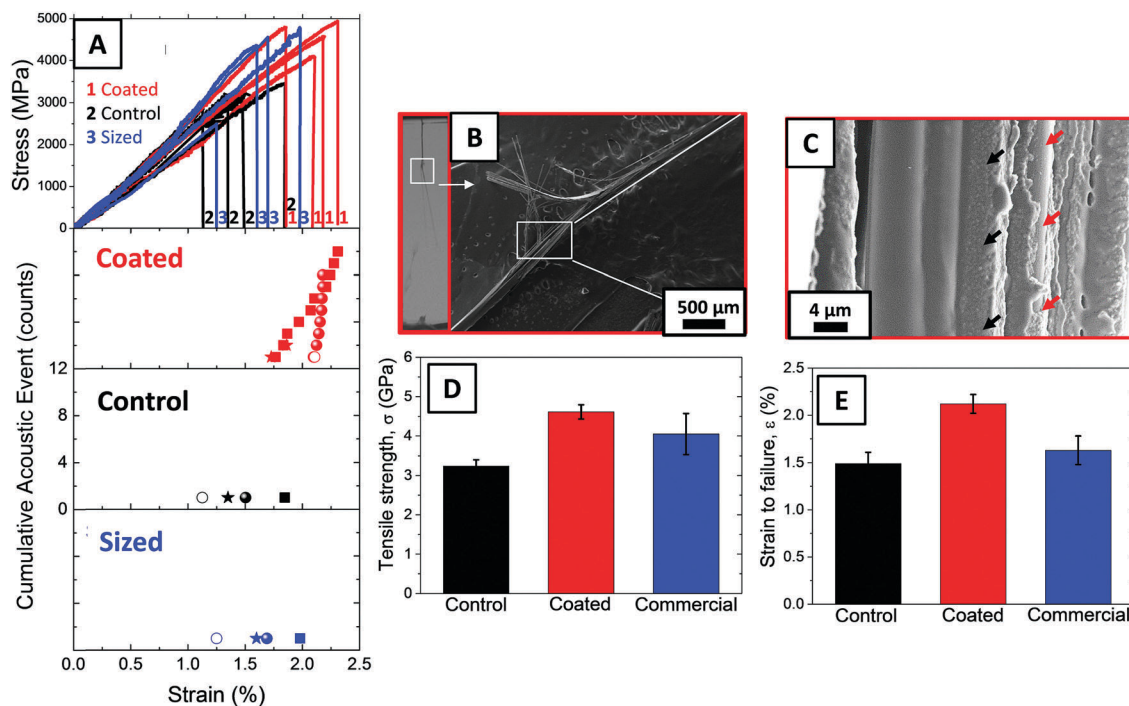 A
5000
4000
3000
2000
1000
0
Stress (MPa)
1 Coated
2 Control
3 Sized
2 3 2 2 3 3 1 2 3 1 1 1
Coated
Control
Sized
12
8
4
0
Cumulative Acoustic Event (counts)
0.0 0.5 1.0 1.5 2.0 2.5
Strain (%)
B
500 µm
C
4 µm
D
6
5
4
3
2
1
0
Tensile strength, σ (GPa)
Control Coated Commercial
E
2.5
2.0
1.5
1.0
0.5
0.0
Strain to failure, ε (%)
Control Coated Commercial